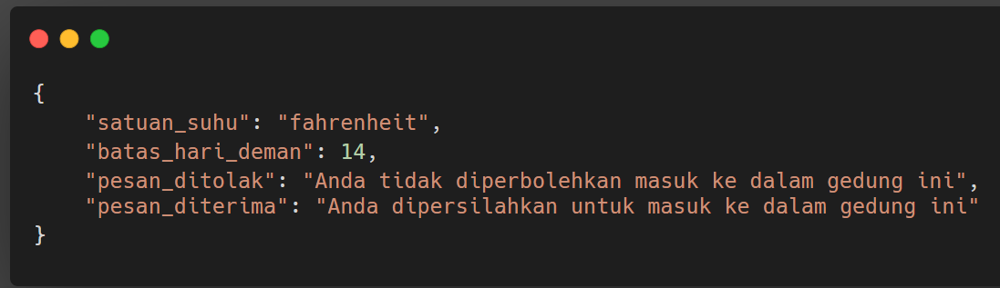 {
    "satuan_suhu": "fahrenheit",
    "batas_hari_deman": 14,
    "pesan_ditolak": "Anda tidak diperbolehkan masuk ke dalam gedung ini",
    "pesan_diterima": "Anda dipersilahkan untuk masuk ke dalam gedung ini"
}